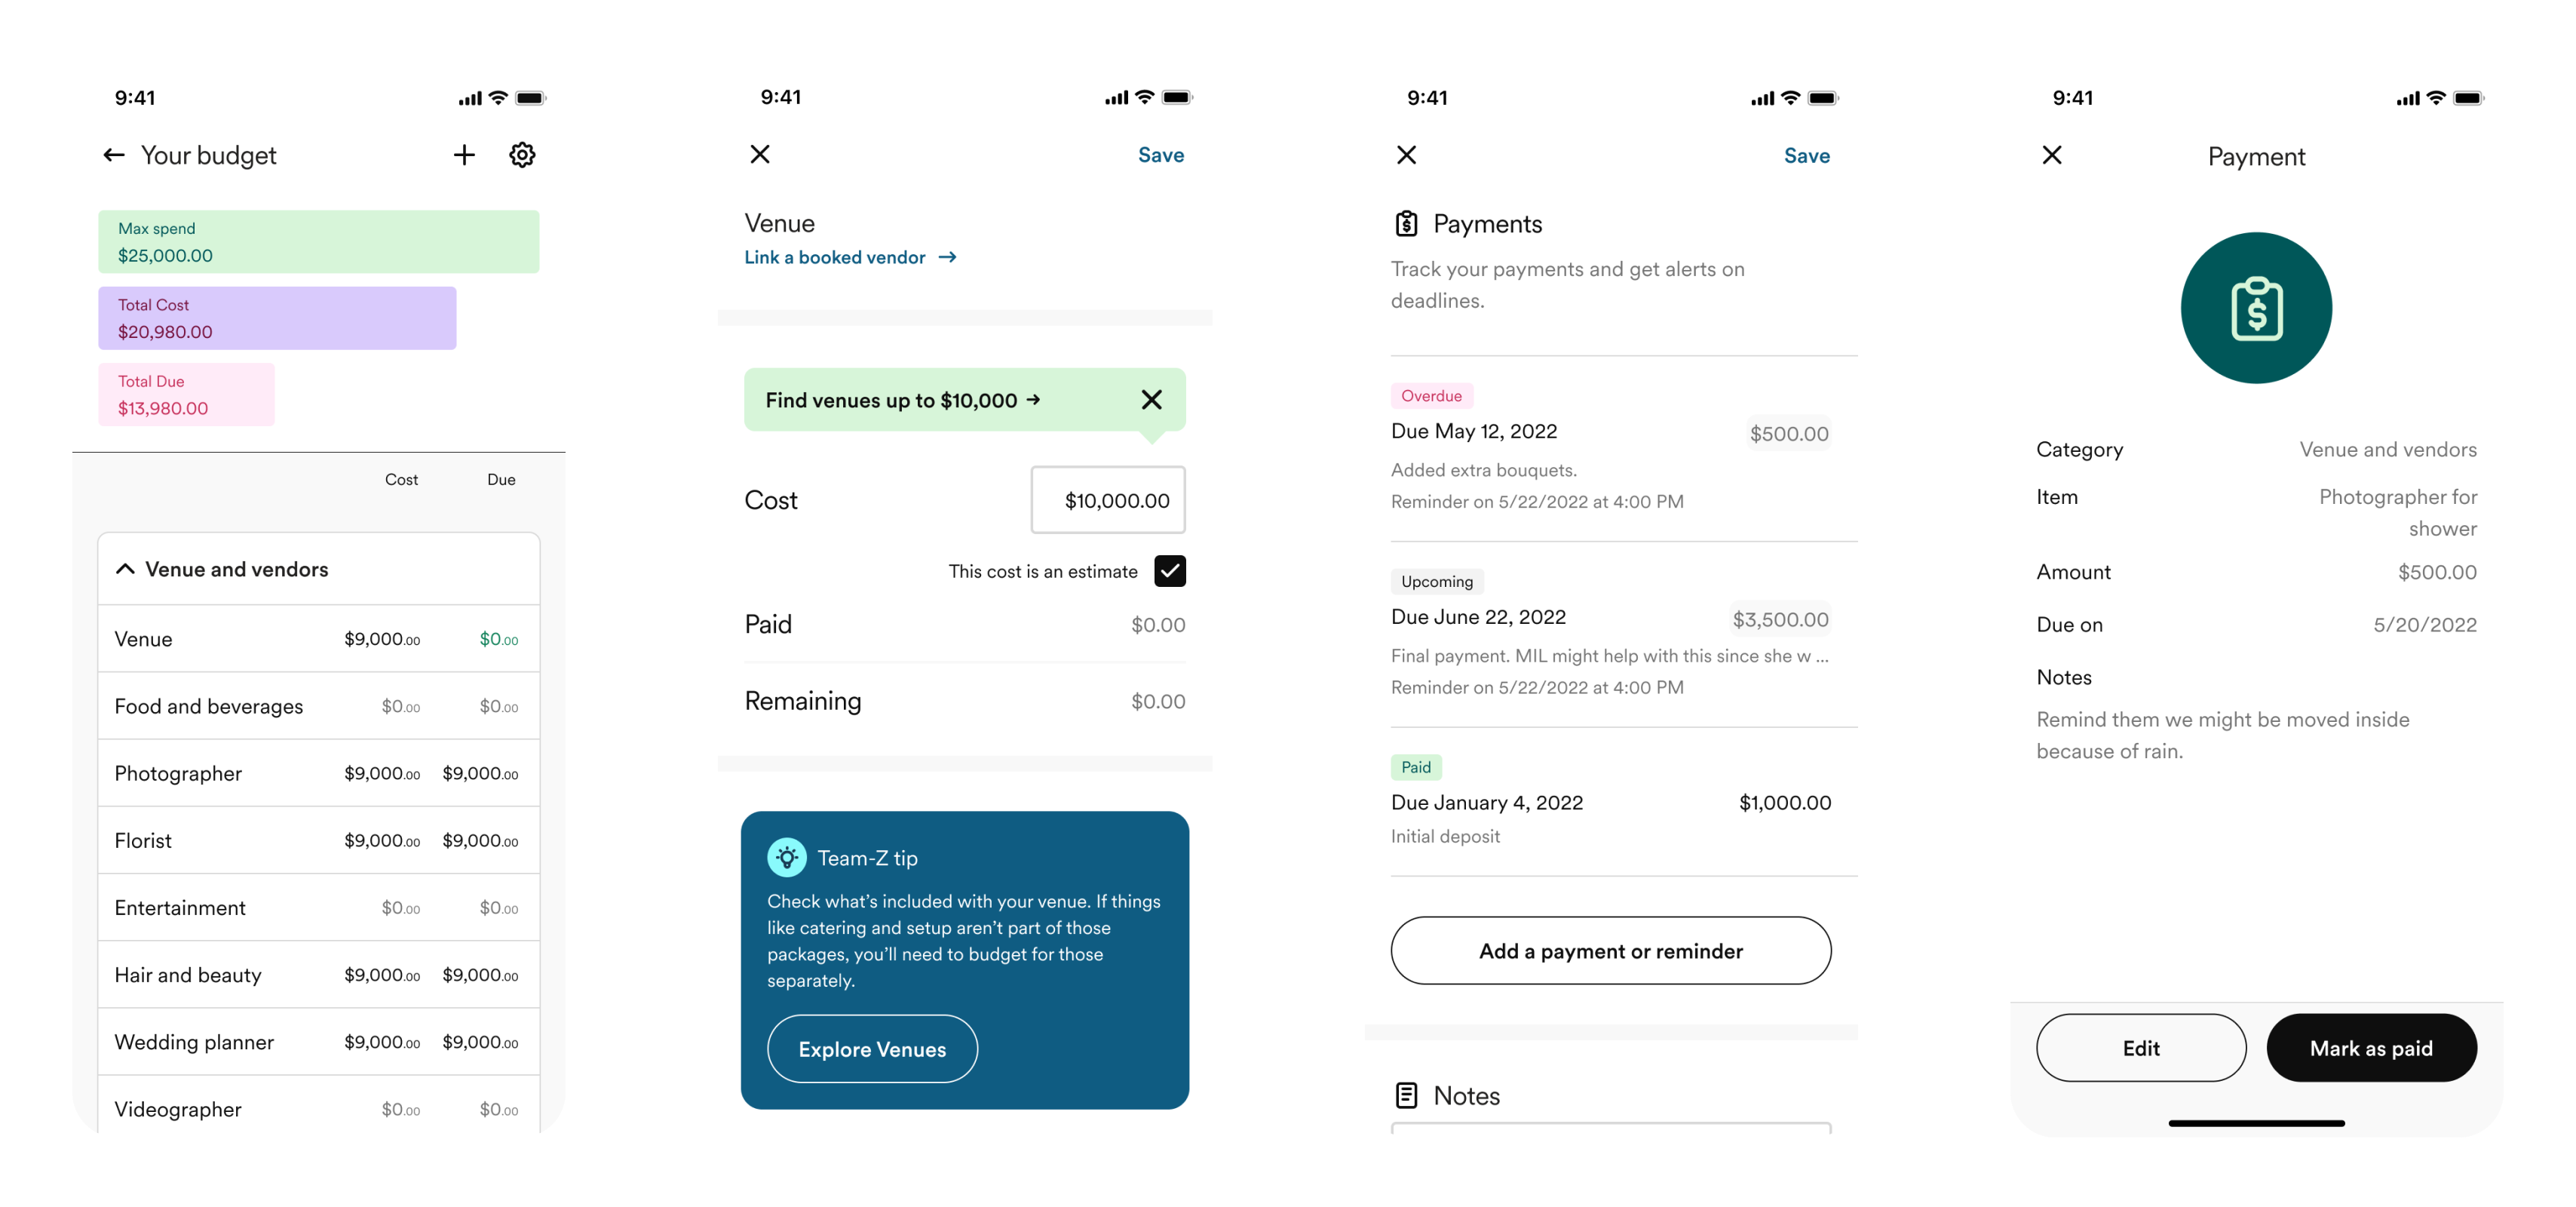 9:41
Your budget
Max spend
$25,000.00
Total Cost
$20,980.00
Total Due
$13,980.00
Cost Due
Venue and vendors
Venue $9,000.00 $0.00
Food and beverages $0.00 $0.00
Photographer $9,000.00 $9,000.00
Florist $9,000.00 $9,000.00
Entertainment $0.00 $0.00
Hair and beauty $9,000.00 $9,000.00
Wedding planner $9,000.00 $9,000.00
Videographer $0.00 $0.00
9:41
Save
Venue
Link a booked vendor →
Find venues up to $10,000 →
Cost $10,000.00
This cost is an estimate
Paid $0.00
Remaining $0.00
Team-Z tip
Check what’s included with your venue. If things
like catering and setup aren’t part of those
packages, you’ll need to budget for those
separately.
Explore Venues
9:41
Save
Payments
Track your payments and get alerts on
deadlines.
Overdue
Due May 12, 2022 $500.00
Added extra bouquets.
Reminder on 5/22/2022 at 4:00 PM
Upcoming
Due June 22, 2022 $3,500.00
Final payment. MIL might help with this since she w ...
Reminder on 5/22/2022 at 4:00 PM
Paid
Due January 4, 2022 $1,000.00
Initial deposit
Add a payment or reminder
Notes
9:41
Payment
Category Venue and vendors
Item Photographer for
shower
Amount $500.00
Due on 5/20/2022
Notes
Remind them we might be moved inside
because of rain.
Edit Mark as paid